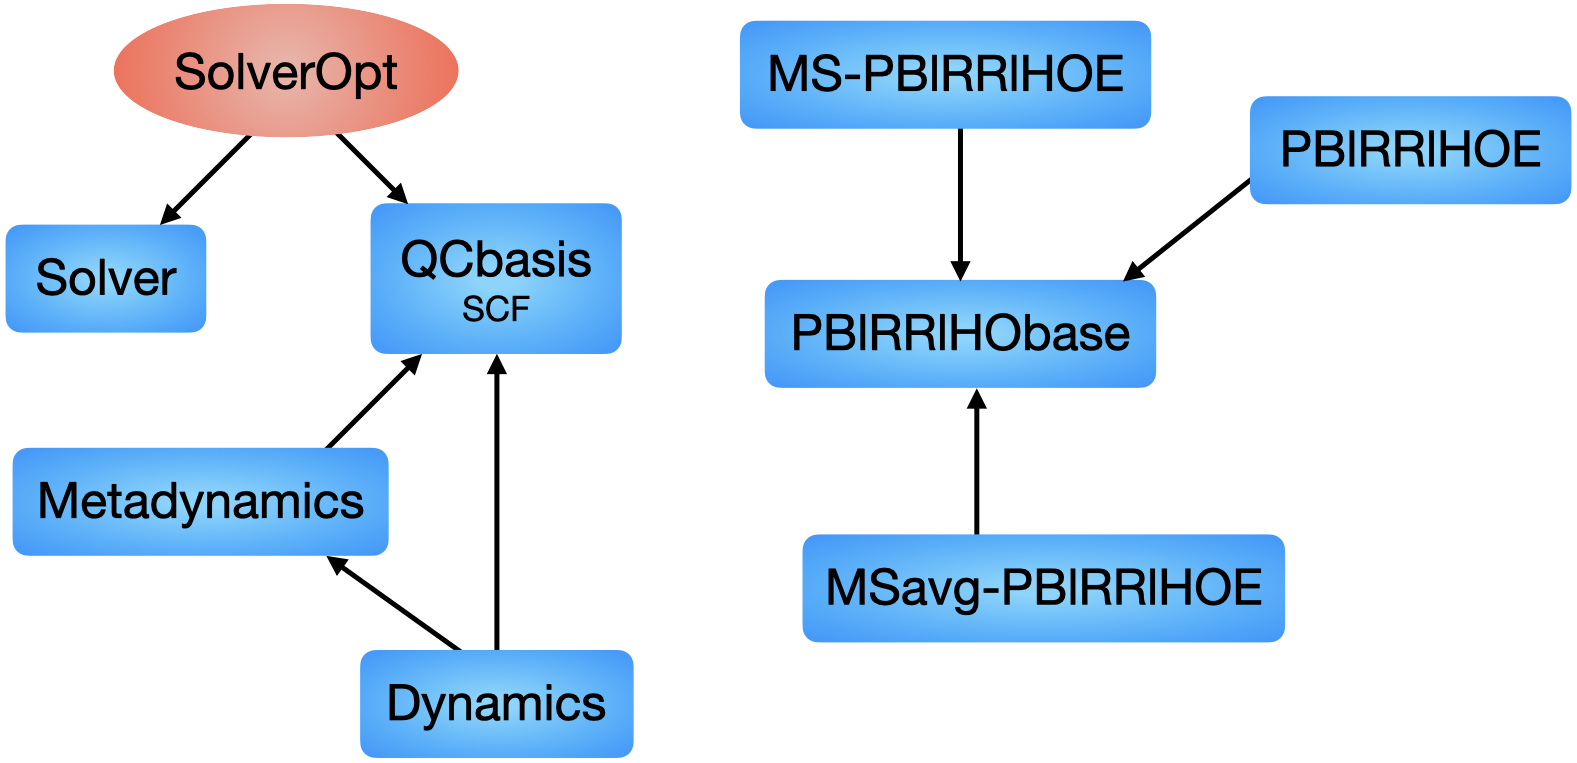 SolverOpt
Solver
QCbasis
SCF
Metadynamics
Dynamics
MS-PBIRRIHOE
PBIRRIHOE
PBIRRIHObase
MSavg-PBIRRIHOE